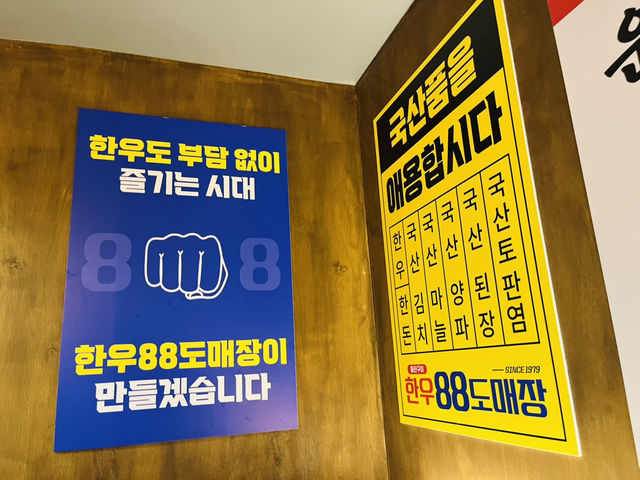 한우도 부담 없이
즐기는 시대
8 8
한우88도매장이
만들겠습니다
국산품을
애용합시다
한우 한돈
국산 김치
국산 마늘
국산 양파
국산 된장
국산 토판염
SINCE 1979
한우88도매장